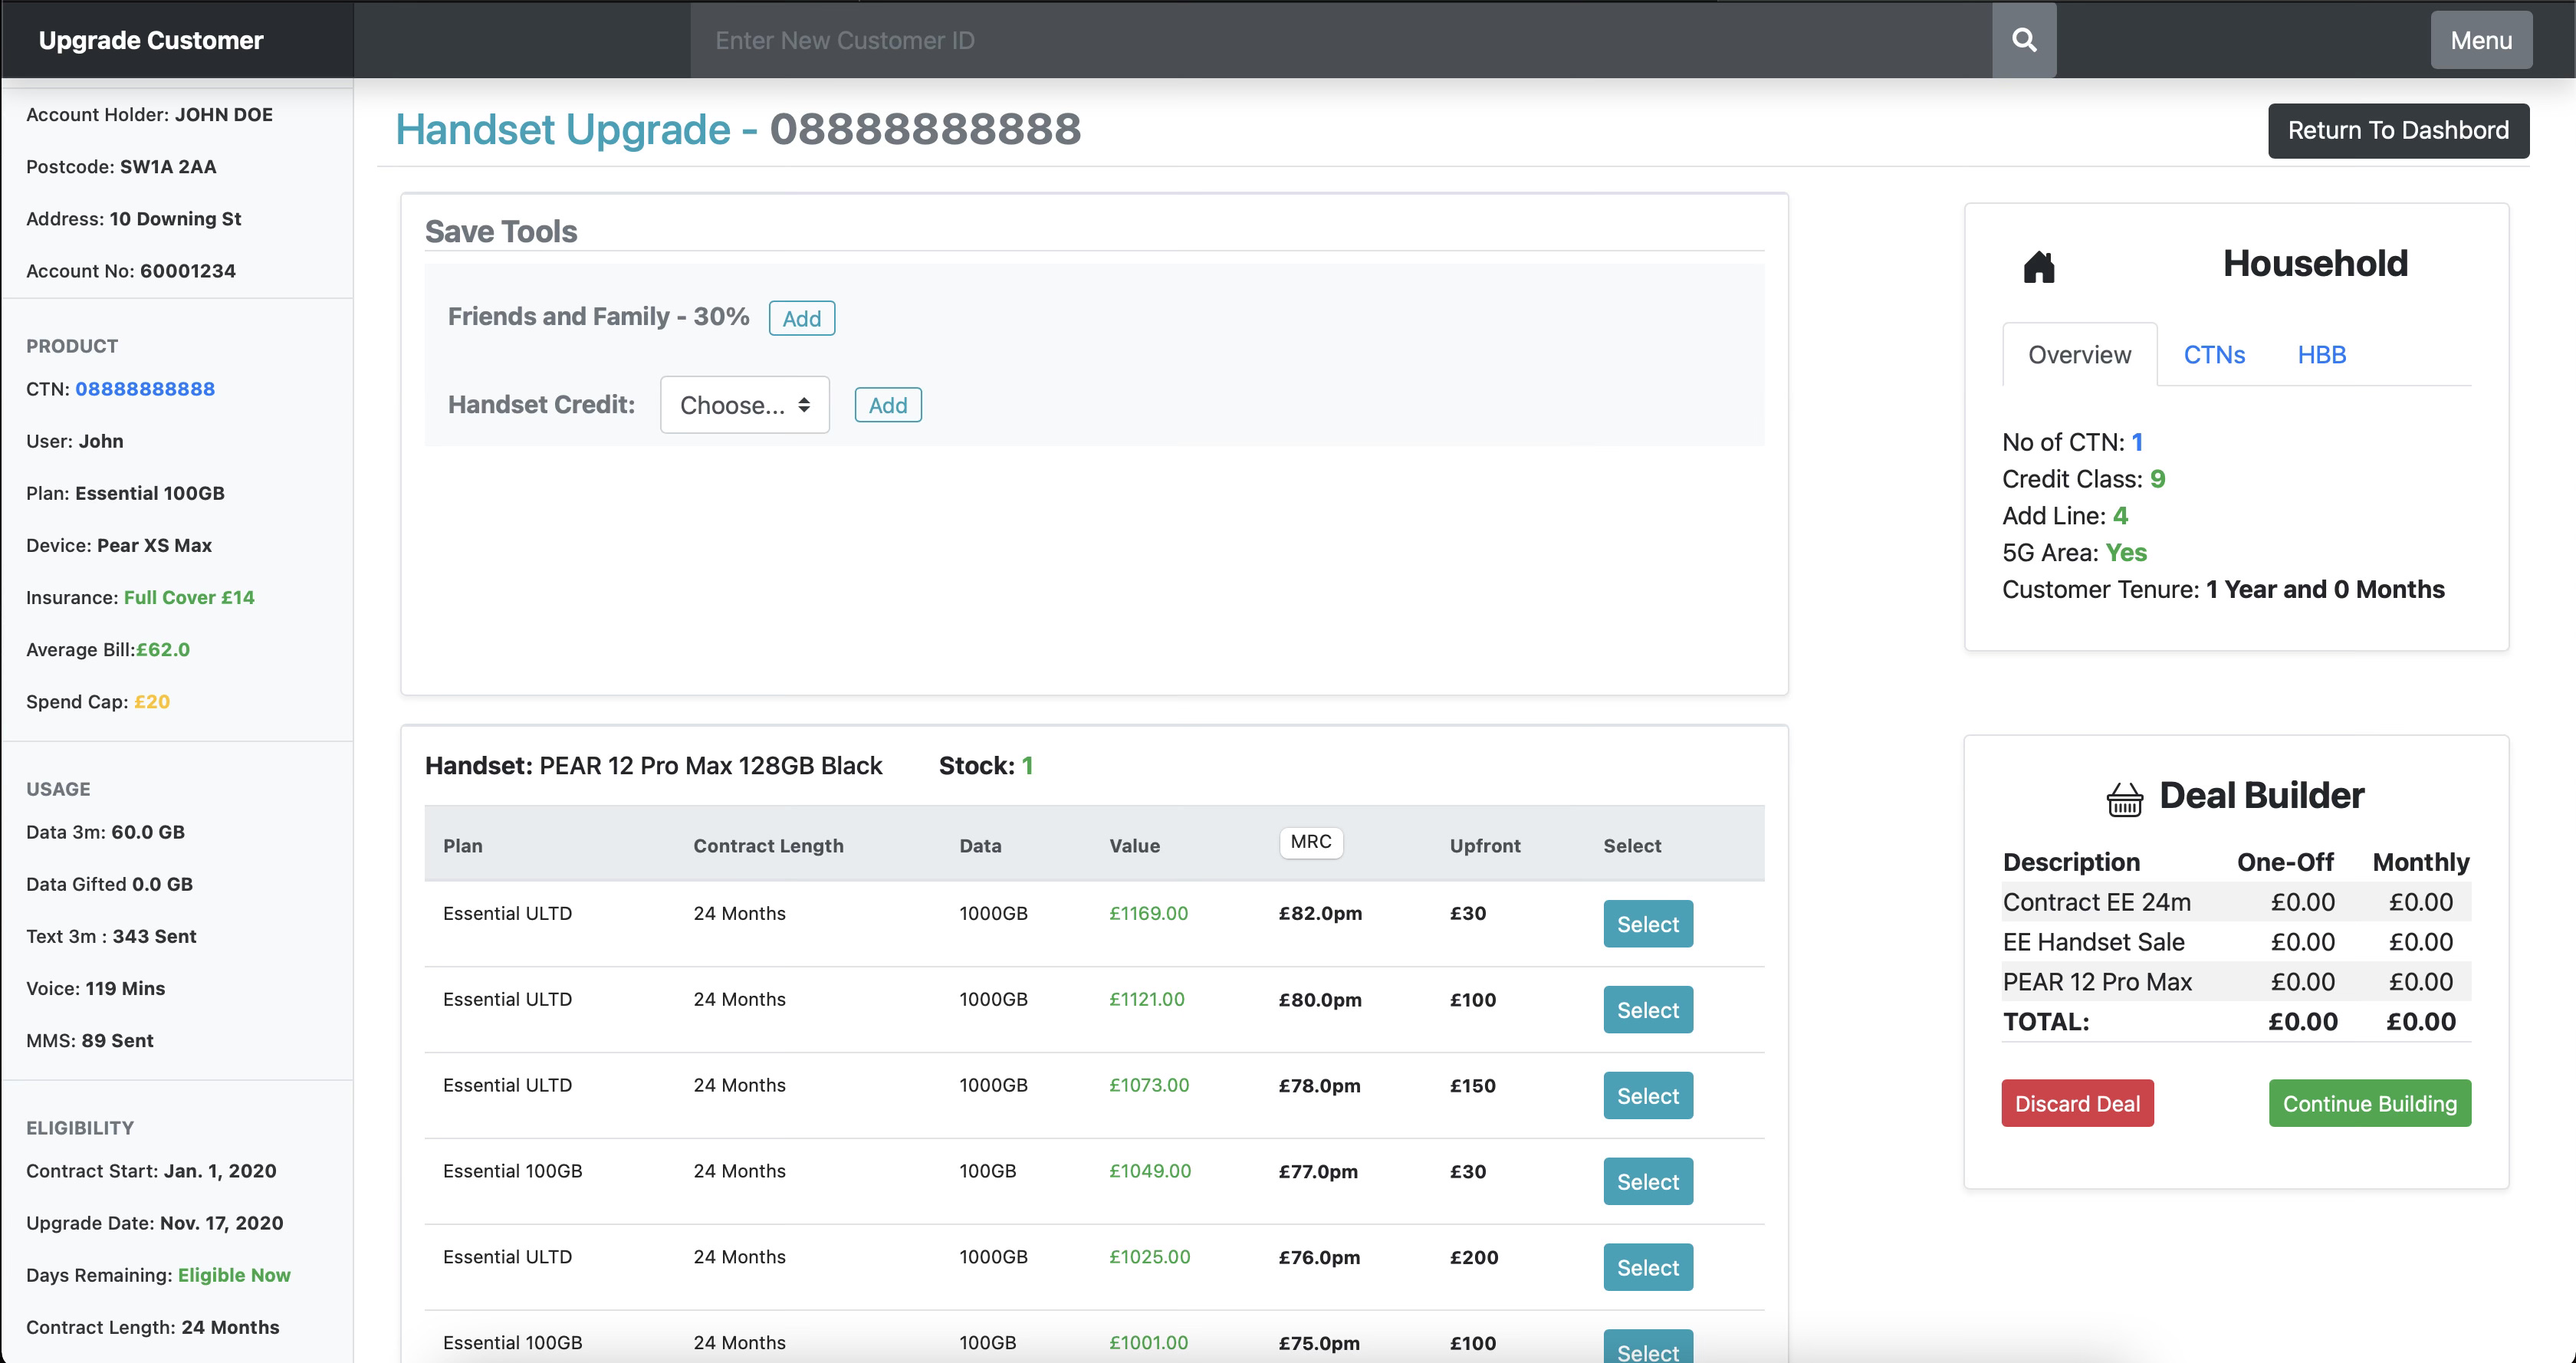 Upgrade Customer
Enter New Customer ID
Menu
Account Holder: JOHN DOE
Postcode: SW1A 2AA
Address: 10 Downing St
Account No: 60001234
PRODUCT
CTN: 08888888888
User: John
Plan: Essential 100GB
Device: Pear XS Max
Insurance: Full Cover £14
Average Bill:£62.0
Spend Cap: £20
USAGE
Data 3m: 60.0 GB
Data Gifted 0.0 GB
Text 3m : 343 Sent
Voice: 119 Mins
MMS: 89 Sent
ELIGIBILITY
Contract Start: Jan. 1, 2020
Upgrade Date: Nov. 17, 2020
Days Remaining: Eligible Now
Contract Length: 24 Months
Handset Upgrade - 08888888888
Return To Dashbord
Save Tools
Friends and Family - 30% Add
Handset Credit: Choose... Add
Handset: PEAR 12 Pro Max 128GB Black Stock: 1
Plan Contract Length Data Value MRC Upfront Select
Essential ULTD 24 Months 1000GB £1169.00 £82.0pm £30 Select
Essential ULTD 24 Months 1000GB £1121.00 £80.0pm £100 Select
Essential ULTD 24 Months 1000GB £1073.00 £78.0pm £150 Select
Essential 100GB 24 Months 100GB £1049.00 £77.0pm £30 Select
Essential ULTD 24 Months 1000GB £1025.00 £76.0pm £200 Select
Essential 100GB 24 Months 100GB £1001.00 £75.0pm £100 Select
Household
Overview CTNs HBB
No of CTN: 1
Credit Class: 9
Add Line: 4
5G Area: Yes
Customer Tenure: 1 Year and 0 Months
Deal Builder
Description One-Off Monthly
Contract EE 24m £0.00 £0.00
EE Handset Sale £0.00 £0.00
PEAR 12 Pro Max £0.00 £0.00
TOTAL: £0.00 £0.00
Discard Deal Continue Building